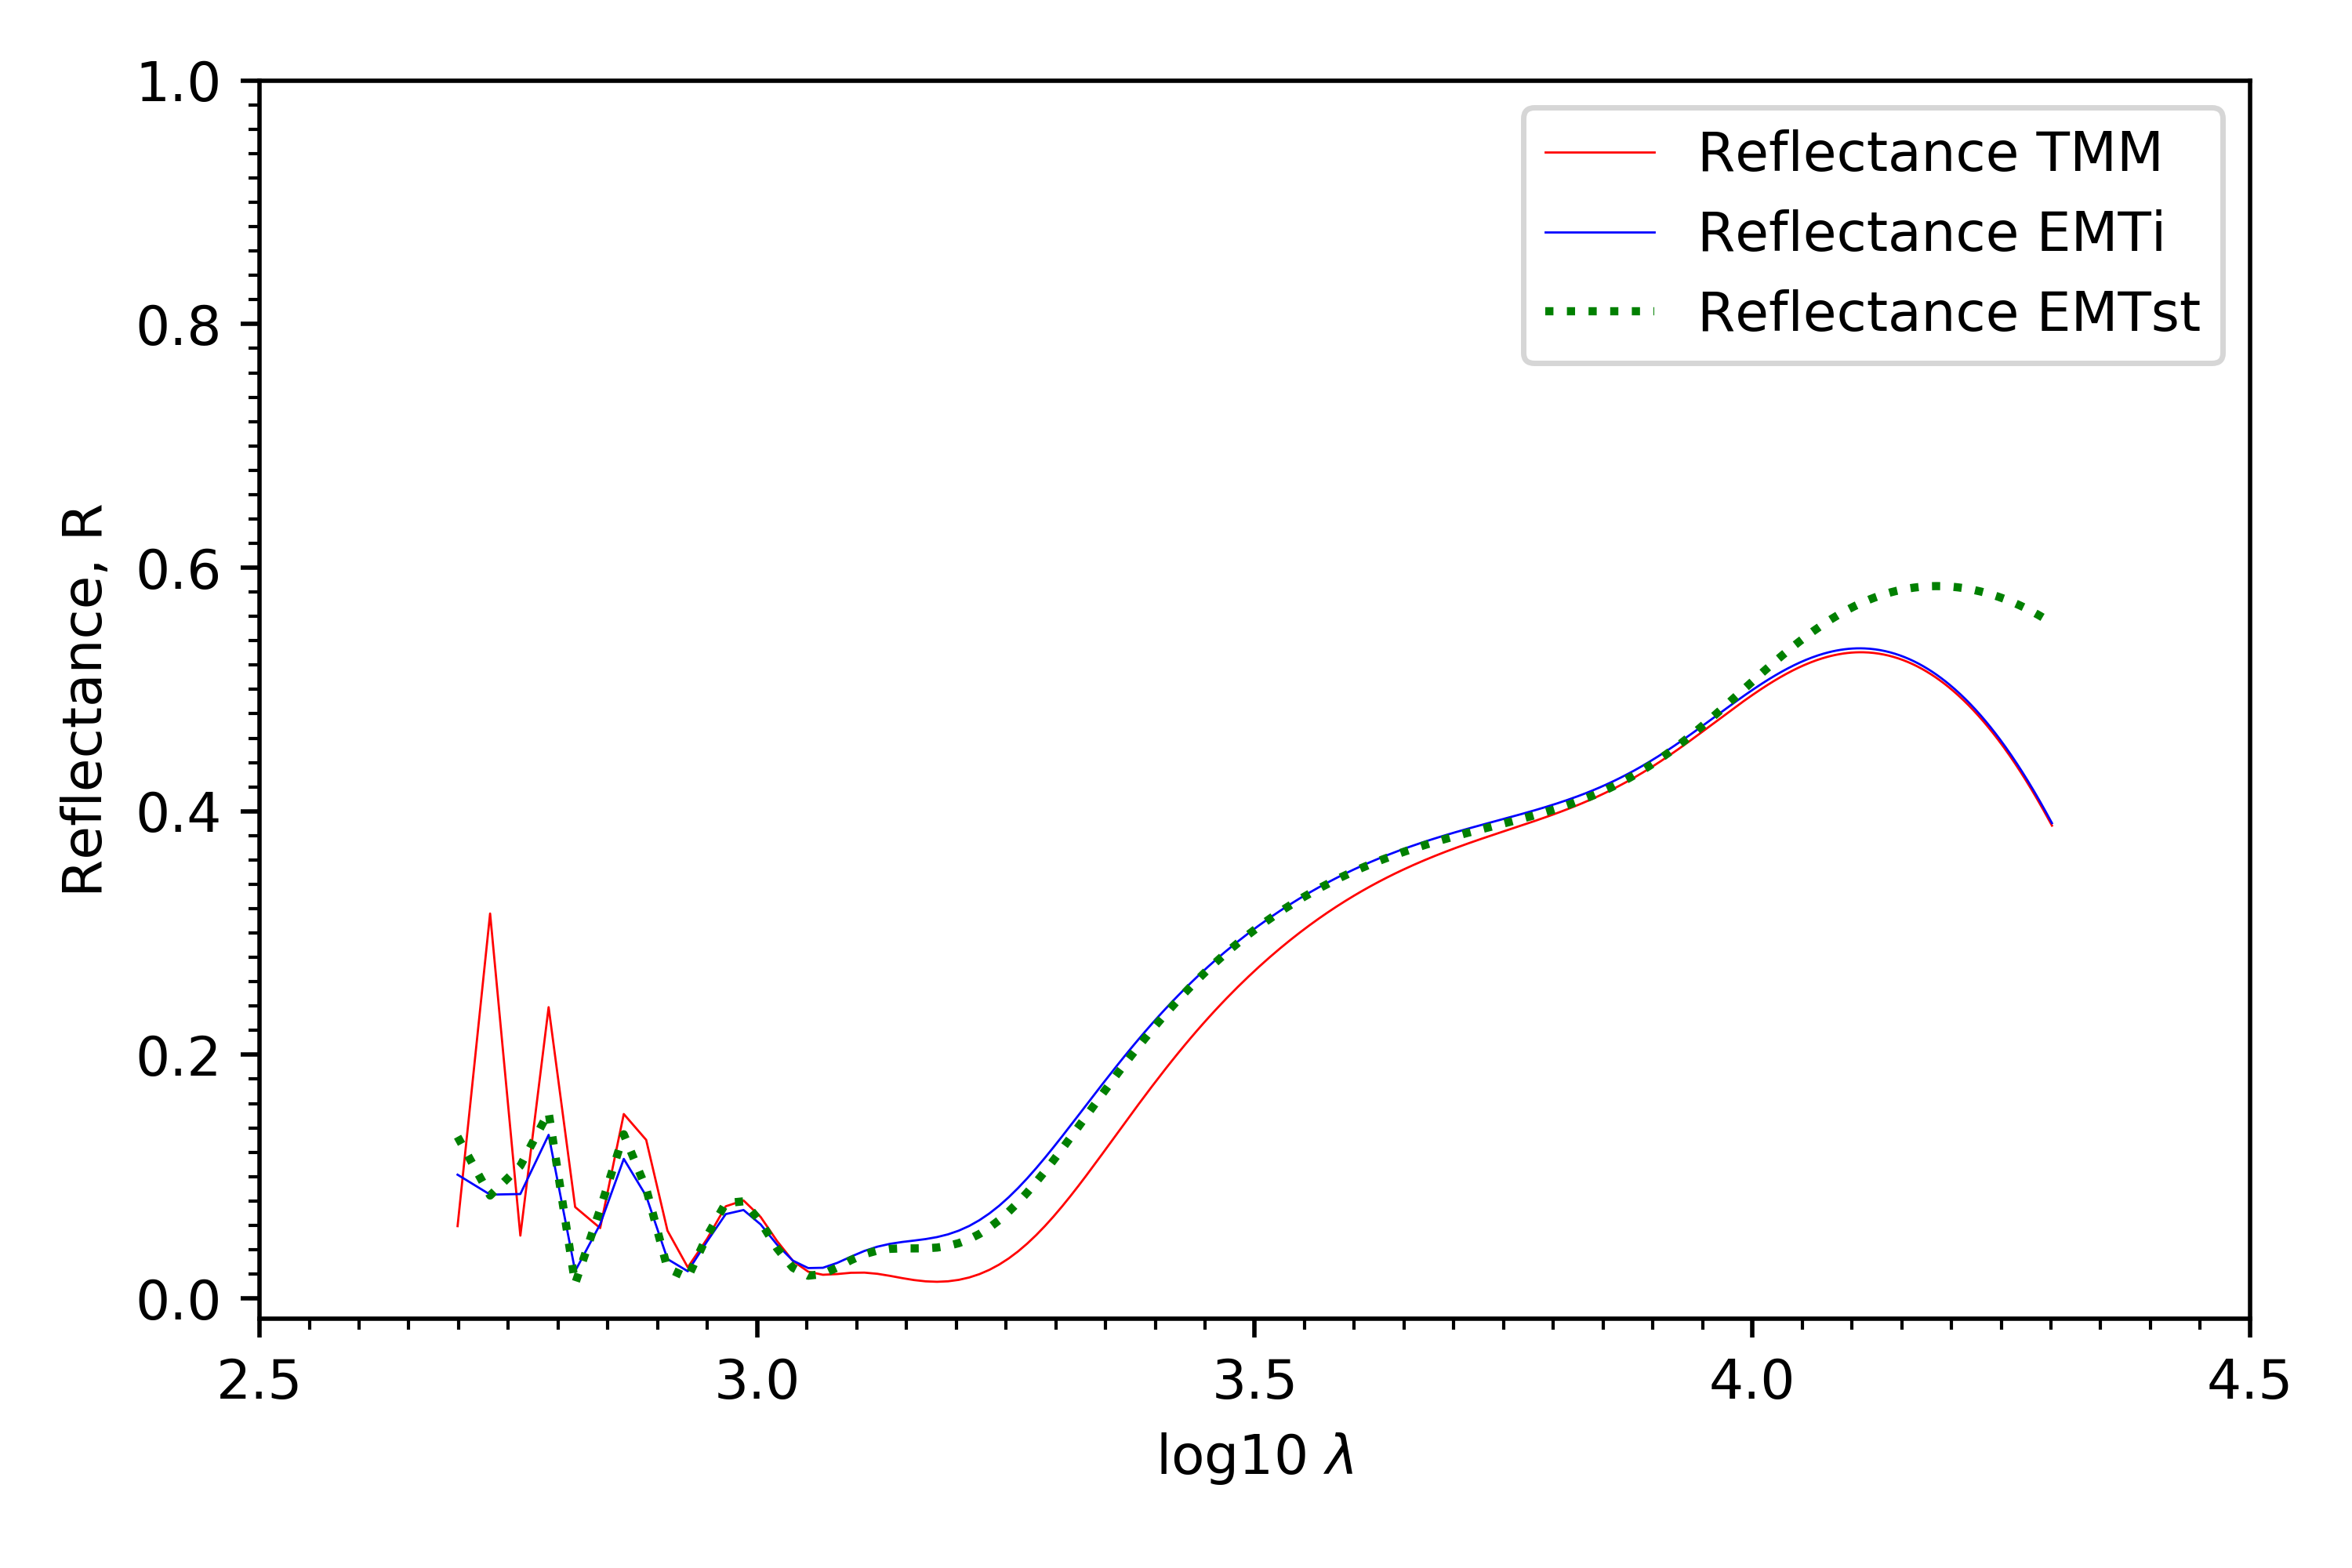 1.0
0.8
0.6
0.4
0.2
0.0
Reflectance, R
Reflectance TMM
Reflectance EMTi
Reflectance EMTst
2.5 3.0 3.5 4.0 4.5
log10 λ